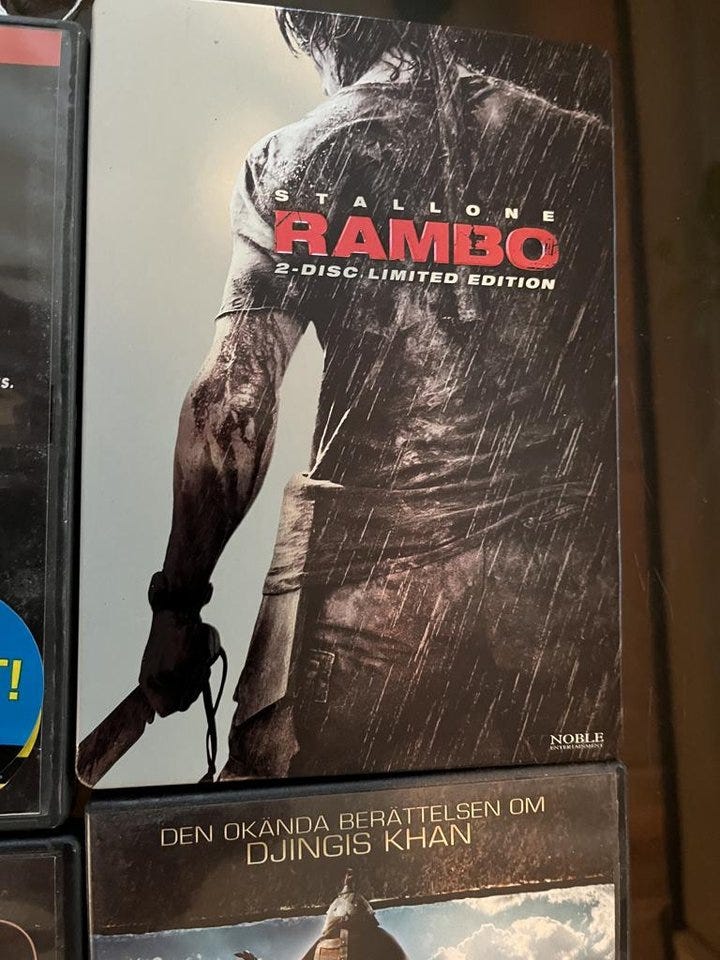 STALLONE
RAMBO
2-DISC LIMITED EDITION
s.
T!
NOBLE
ENTERTAINMENT
DEN OKÄNDA BERÄTTELSEN OM
DJINGIS KHAN